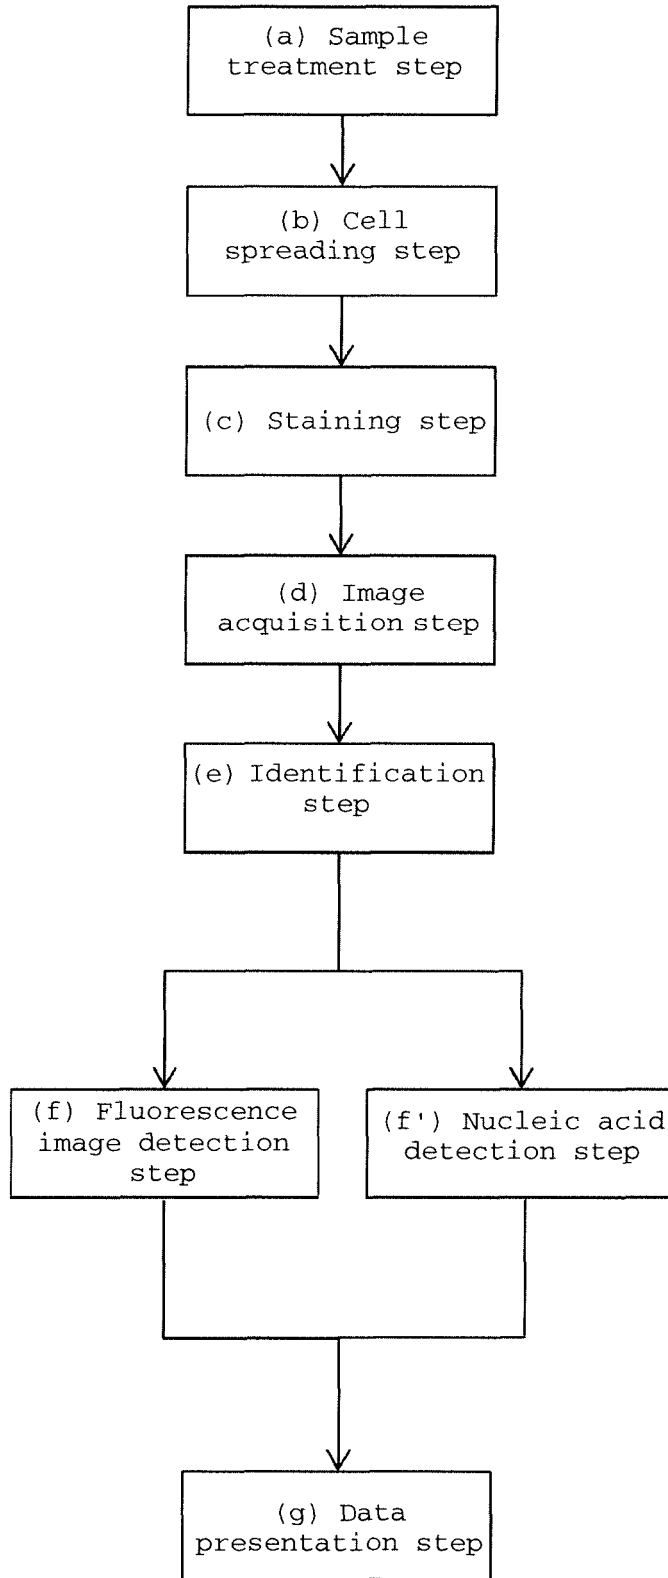 (a) Sample
treatment step
(b) Cell
spreading step
(c) Staining step
(d) Image
acquisition step
(e) Identification
step
(f) Fluorescence
image detection
step
(f') Nucleic acid
detection step
(g) Data
presentation step